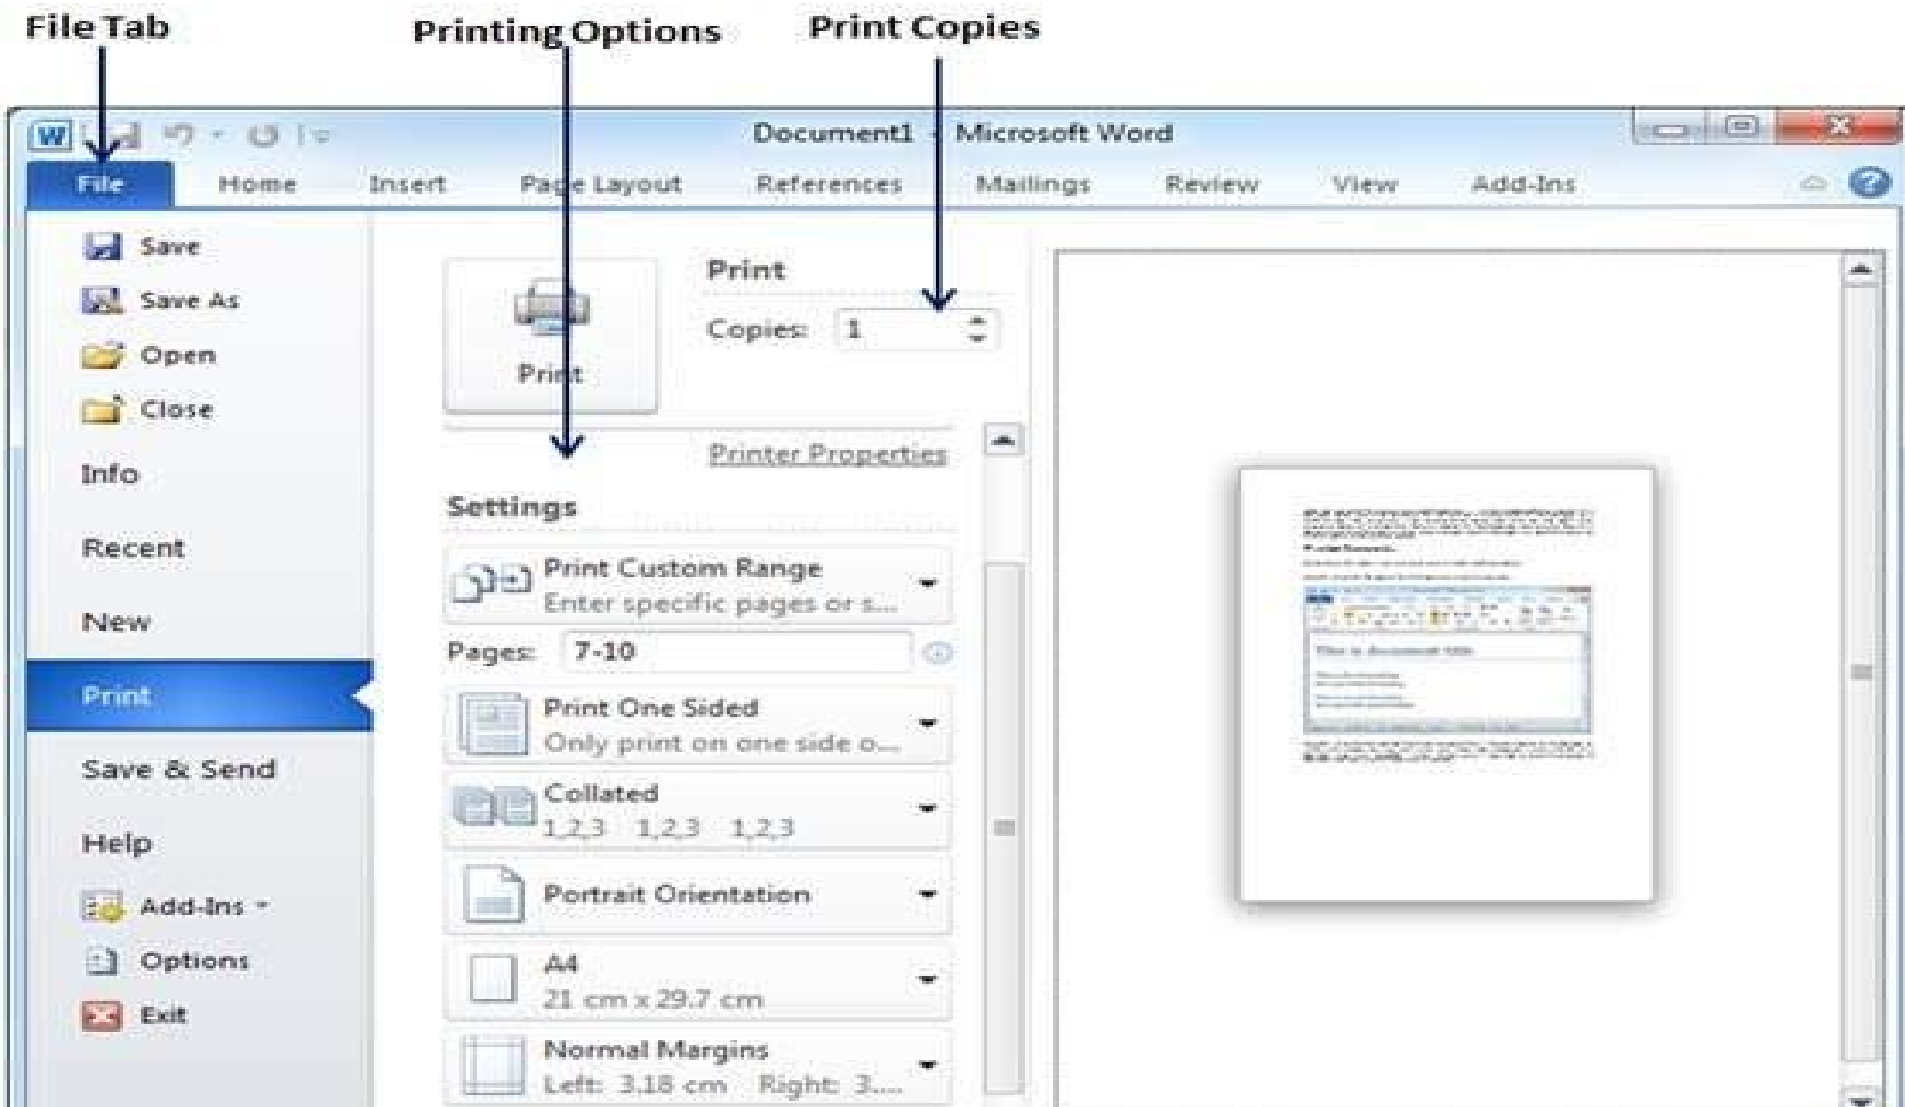 File Tab
Printing Options
Print Copies
W
Document1 - Microsoft Word
File
Home
Insert
Page Layout
References
Mailings
Review
View
Add-Ins
Save
Save As
Open
Close
Info
Recent
New
Print
Save & Send
Help
Add-Ins
Options
Exit
Print
Print
Copies: 1
Printer Properties
Settings
Print Custom Range
Enter specific pages or s...
Pages: 7-10
Print One Sided
Only print on one side o...
Collated
1,2,3 1,2,3 1,2,3
Portrait Orientation
A4
21 cm x 29.7 cm
Normal Margins
Left: 3.18 cm Right: 3....
This is document title